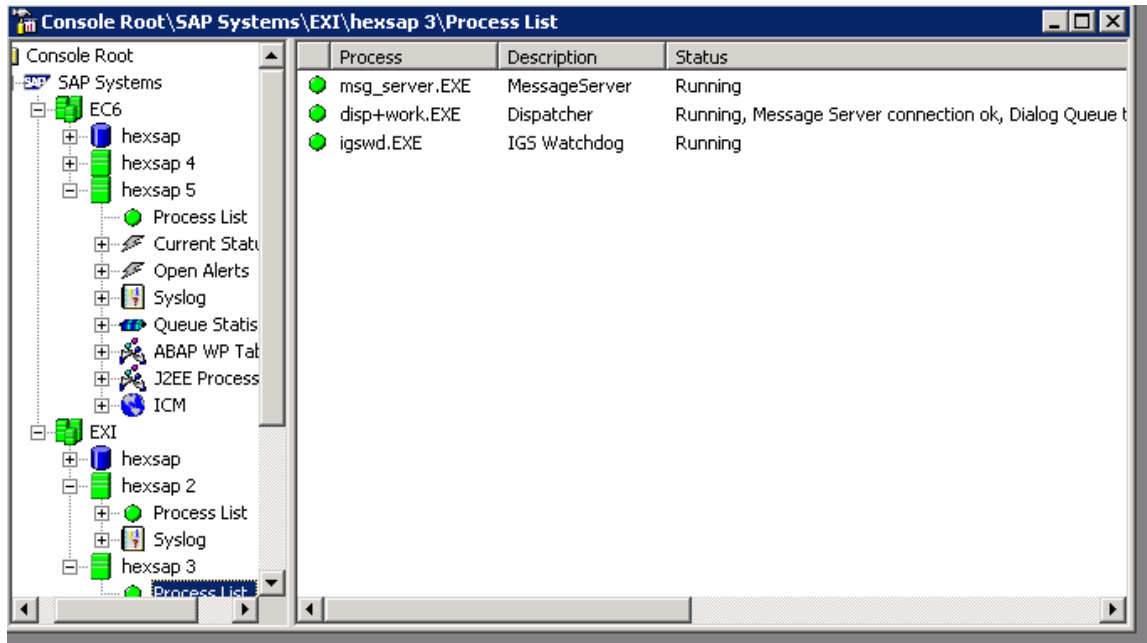 Console Root\SAP Systems\EXI\hexsap 3\Process List
Console Root
SAP Systems
EC6
hexsap
hexsap 4
hexsap 5
Process List
Current Statu
Open Alerts
Syslog
Queue Statis
ABAP WP Tab
J2EE Process
ICM
EXI
hexsap
hexsap 2
Process List
Syslog
hexsap 3
Process List
Process Description Status
msg_server.EXE MessageServer Running
disp+work.EXE Dispatcher Running, Message Server connection ok, Dialog Queue t
igswd.EXE IGS Watchdog Running